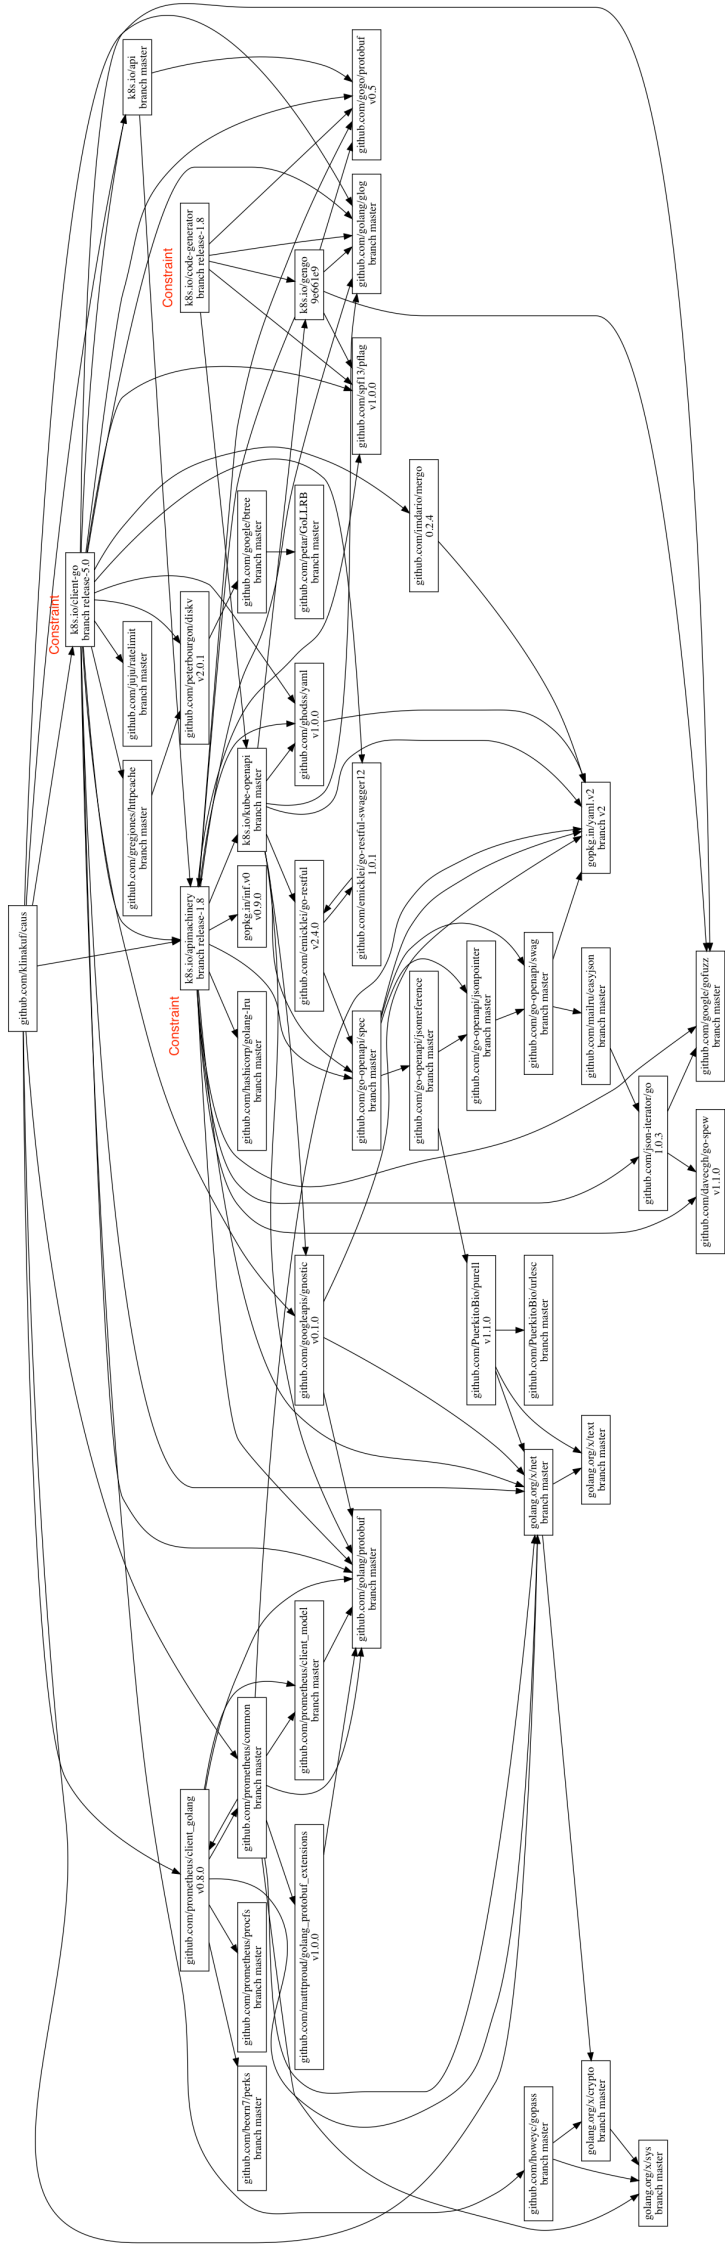 github.com/klinakuf/caus
Constraint
k8s.io/client-go
branch release-5.0
k8s.io/api
branch master
github.com/juju/ratelimit
branch master
github.com/gregjones/httpcache
branch master
Constraint
k8s.io/code-generator
branch release-1.8
github.com/peterbourgon/diskv
v2.0.1
Constraint
k8s.io/apimachinery
branch release-1.8
github.com/prometheus/client_golang
v0.8.0
github.com/google/btree
branch master
k8s.io/kube-openapi
branch master
gopkg.in/inf.v0
v0.9.0
github.com/hashicorp/golang-lru
branch master
github.com/prometheus/common
branch master
github.com/prometheus/procfs
branch master
github.com/beorn7/perks
branch master
k8s.io/gengo
9e661e9
github.com/petar/GoLLRB
branch master
github.com/ghodss/yaml
v1.0.0
github.com/emicklei/go-restful
v2.4.0
github.com/googleapis/gnostic
v0.1.0
github.com/prometheus/client_model
branch master
github.com/matttproud/golang_protobuf_extensions
v1.0.0
github.com/gogo/protobuf
v0.5
github.com/golang/glog
branch master
github.com/spf13/pflag
v1.0.0
github.com/emicklei/go-restful-swagger12
1.0.1
github.com/go-openapi/spec
branch master
github.com/golang/protobuf
branch master
github.com/imdario/mergo
0.2.4
github.com/go-openapi/jsonreference
branch master
github.com/go-openapi/jsonpointer
branch master
github.com/PuerkitoBio/purell
v1.1.0
github.com/go-openapi/swag
branch master
github.com/PuerkitoBio/urlesc
branch master
golang.org/x/net
branch master
github.com/howeyc/gopass
branch master
gopkg.in/yaml.v2
branch v2
github.com/mailru/easyjson
branch master
golang.org/x/text
branch master
golang.org/x/crypto
branch master
github.com/json-iterator/go
1.0.3
golang.org/x/sys
branch master
github.com/google/gofuzz
branch master
github.com/davecgh/go-spew
v1.1.0